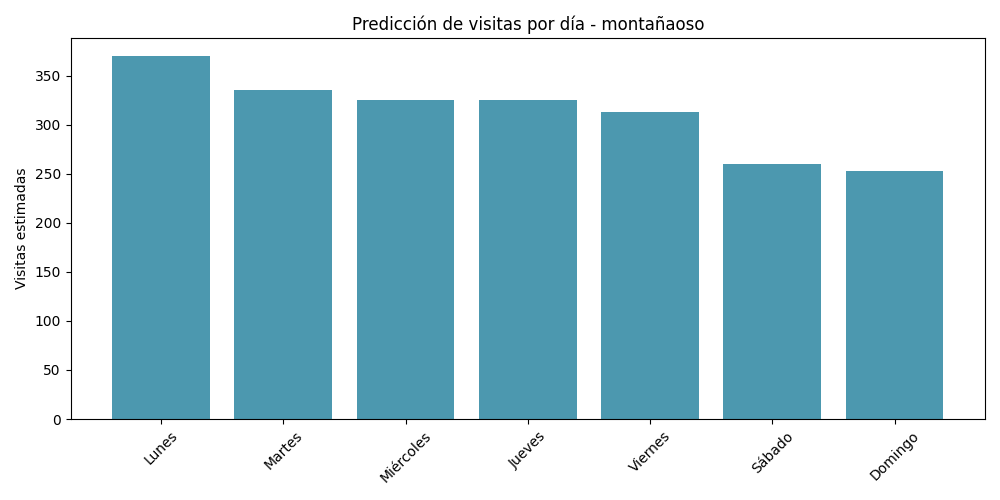 Predicción de visitas por día - montañaoso
Visitas estimadas
350
300
250
200
150
100
50
0
Lunes
Martes
Miércoles
Jueves
Viernes
Sábado
Domingo